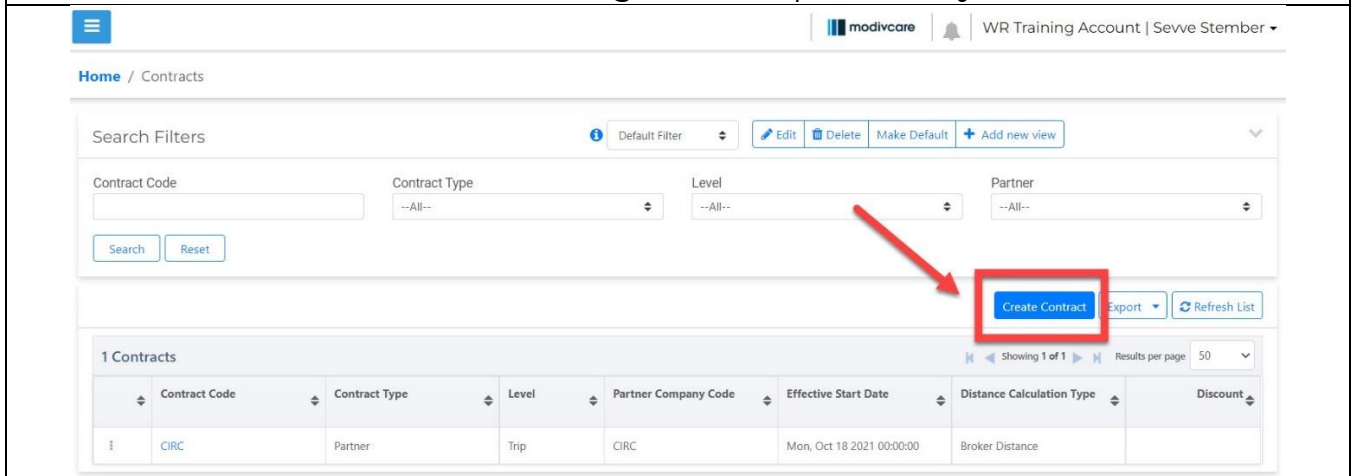 modivcare WR Training Account | Sevve Stember
Home / Contracts
Search Filters Default Filter Edit Delete Make Default + Add new view
Contract Code Contract Type Level Partner
--All-- --All-- --All--
Search Reset
Create Contract Export Refresh List
1 Contracts Showing 1 of 1 Results per page 50
Contract Code Contract Type Level Partner Company Code Effective Start Date Distance Calculation Type Discount
CIRC Partner Trip CIRC Mon, Oct 18 2021 00:00:00 Broker Distance